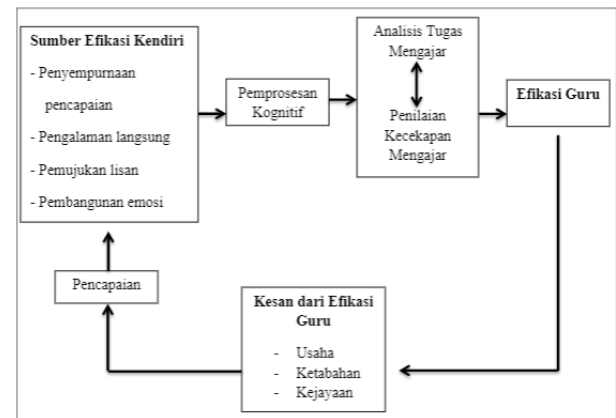 Sumber Efikasi Kendiri
- Penyempurnaan
pencapaian
- Pengalaman langsung
- Pemujukan lisan
- Pembangunan emosi
Pemprosesan
Kognitif
Analisis Tugas
Mengajar
Penilaian
Kecekapan
Mengajar
Efikasi Guru
Pencapaian
Kesan dari Efikasi
Guru
- Usaha
- Ketabahan
- Kejayaan